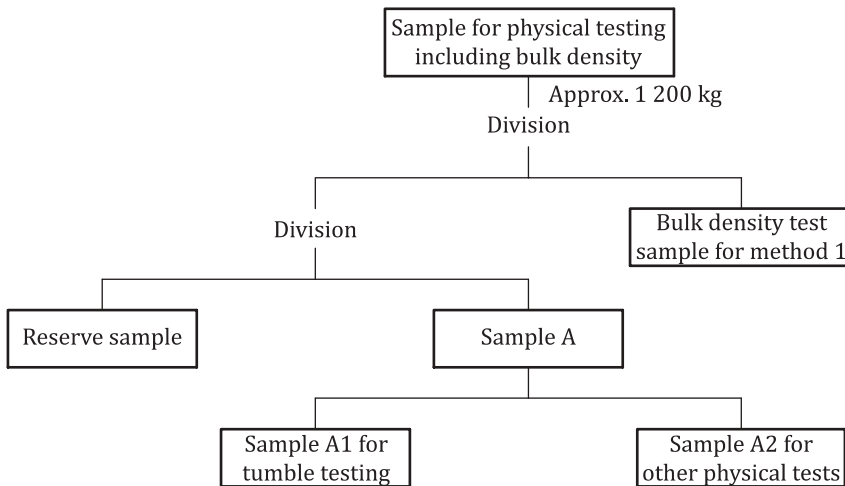 Sample for physical testing
including bulk density
Approx. 1 200 kg
Division
Division
Bulk density test
sample for method 1
Reserve sample
Sample A
Sample A1 for
tumble testing
Sample A2 for
other physical tests